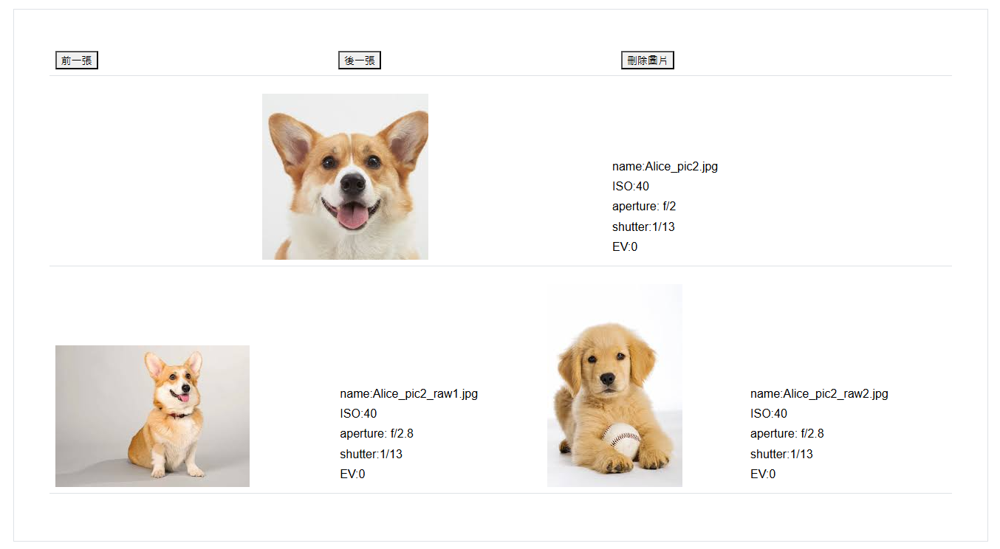 前一張
後一張
刪除圖片
name:Alice_pic2.jpg
ISO:40
aperture: f/2
shutter:1/13
EV:0
name:Alice_pic2_raw1.jpg
ISO:40
aperture: f/2.8
shutter:1/13
EV:0
name:Alice_pic2_raw2.jpg
ISO:40
aperture: f/2.8
shutter:1/13
EV:0